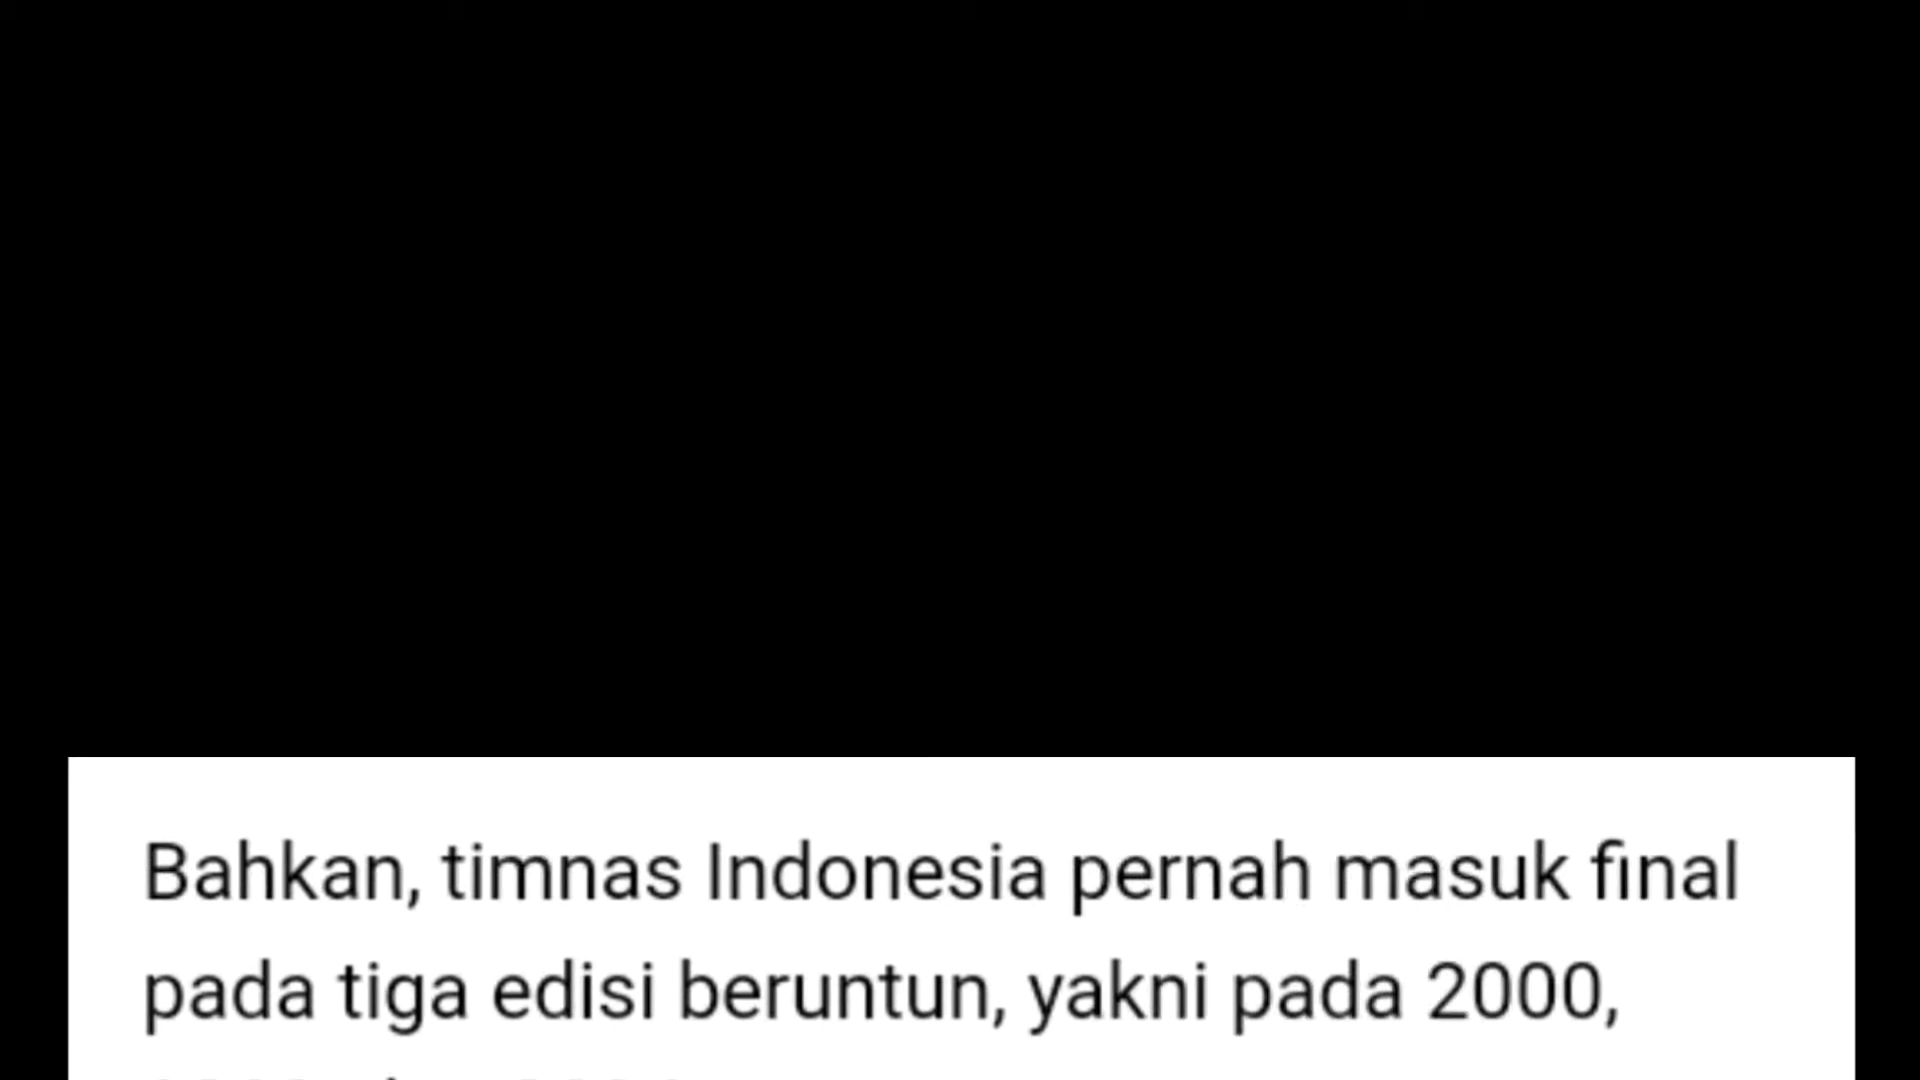 Bahkan, timnas Indonesia pernah masuk final
pada tiga edisi beruntun, yakni pada 2000,